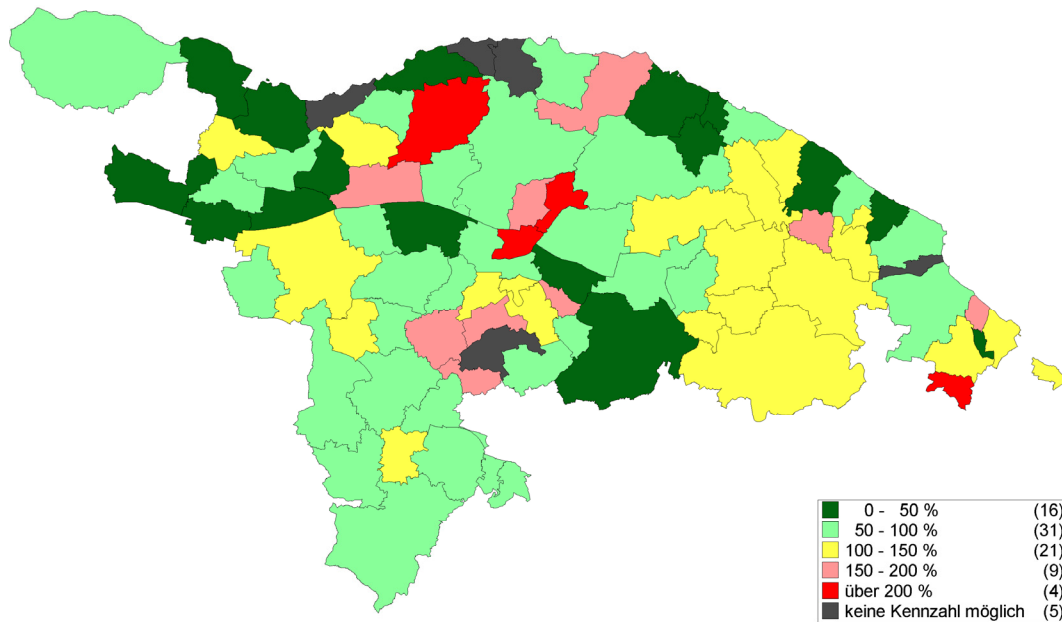 0 - 50 % (16)
50 - 100 % (31)
100 - 150 % (21)
150 - 200 % (9)
über 200 % (4)
keine Kennzahl möglich (5)